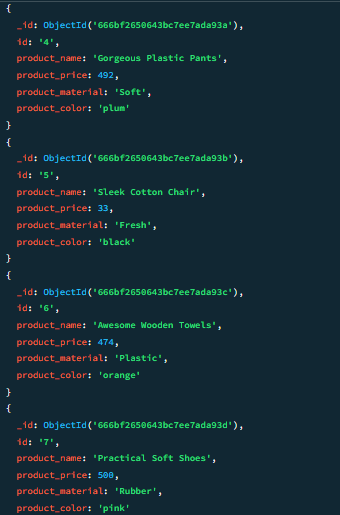 {
_id: ObjectId('666bf2650643bc7ee7ada93a'),
id: '4',
product_name: 'Gorgeous Plastic Pants',
product_price: 492,
product_material: 'Soft',
product_color: 'plum'
}
{
_id: ObjectId('666bf2650643bc7ee7ada93b'),
id: '5',
product_name: 'Sleek Cotton Chair',
product_price: 33,
product_material: 'Fresh',
product_color: 'black'
}
{
_id: ObjectId('666bf2650643bc7ee7ada93c'),
id: '6',
product_name: 'Awesome Wooden Towels',
product_price: 474,
product_material: 'Plastic',
product_color: 'orange'
}
{
_id: ObjectId('666bf2650643bc7ee7ada93d'),
id: '7',
product_name: 'Practical Soft Shoes',
product_price: 500,
product_material: 'Rubber',
product_color: 'pink'